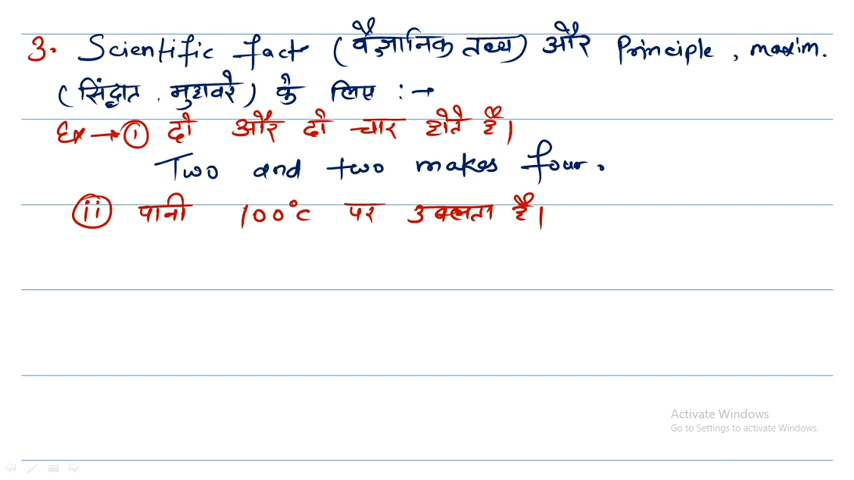 3. Scientific fact (वैज्ञानिक तथ्य) और Principle, maxim.
(सिंद्धात, मुहावरे) के लिए :→
Ex → (i) दो और दो चार होते हैं।
Two and two makes four.
(ii) पानी 100°C पर उबलता है।
Activate Windows
Go to Settings to activate Windows.